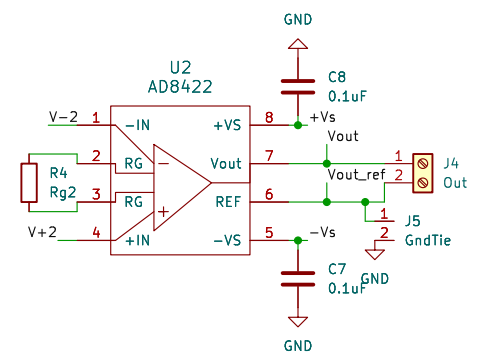 GND
U2
AD8422
C8
0.1uF
+Vs
V-2
1
-IN
+VS
8
Vout
R4
Rg2
2
RG
Vout
7
1
J4
Vout_ref
2
Out
3
RG
REF
6
J5
1
V+2
4
+IN
-VS
5
-Vs
2
GndTie
C7
0.1uF
GND
GND